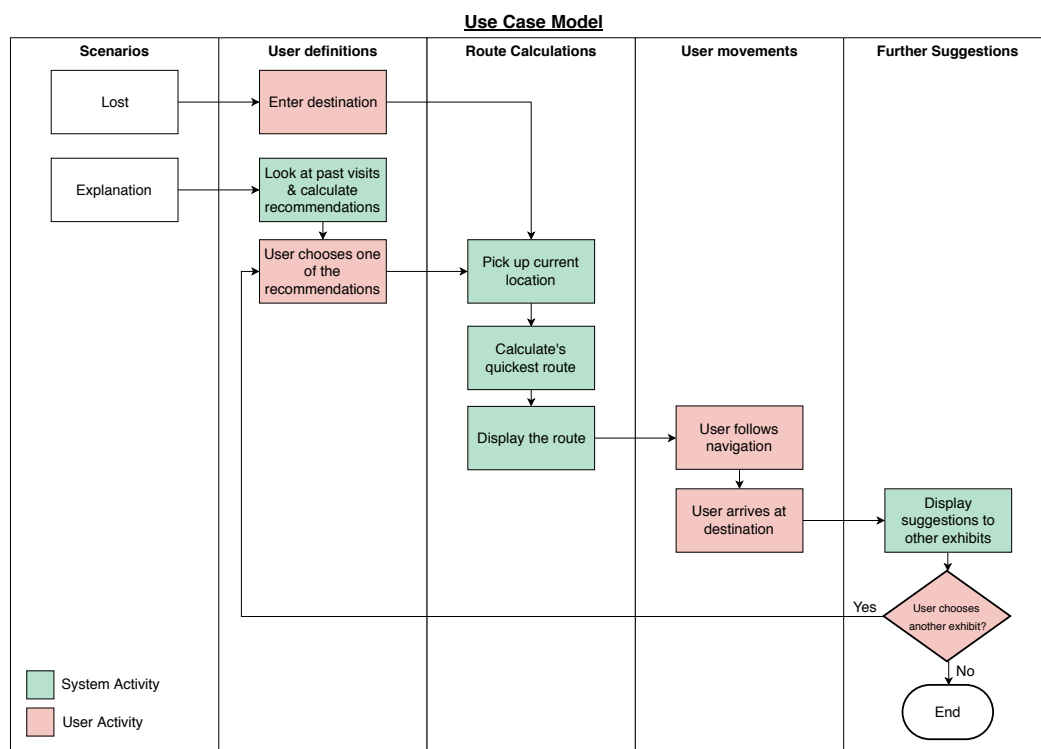 Use Case Model
Scenarios
User definitions
Route Calculations
User movements
Further Suggestions
Lost
Enter destination
Explanation
Look at past visits
& calculate
recommendations
User chooses one
of the
recommendations
Pick up current
location
Calculate's
quickest route
Display the route
User follows
navigation
User arrives at
destination
Display
suggestions to
other exhibits
User chooses
another exhibit?
Yes
No
End
System Activity
User Activity